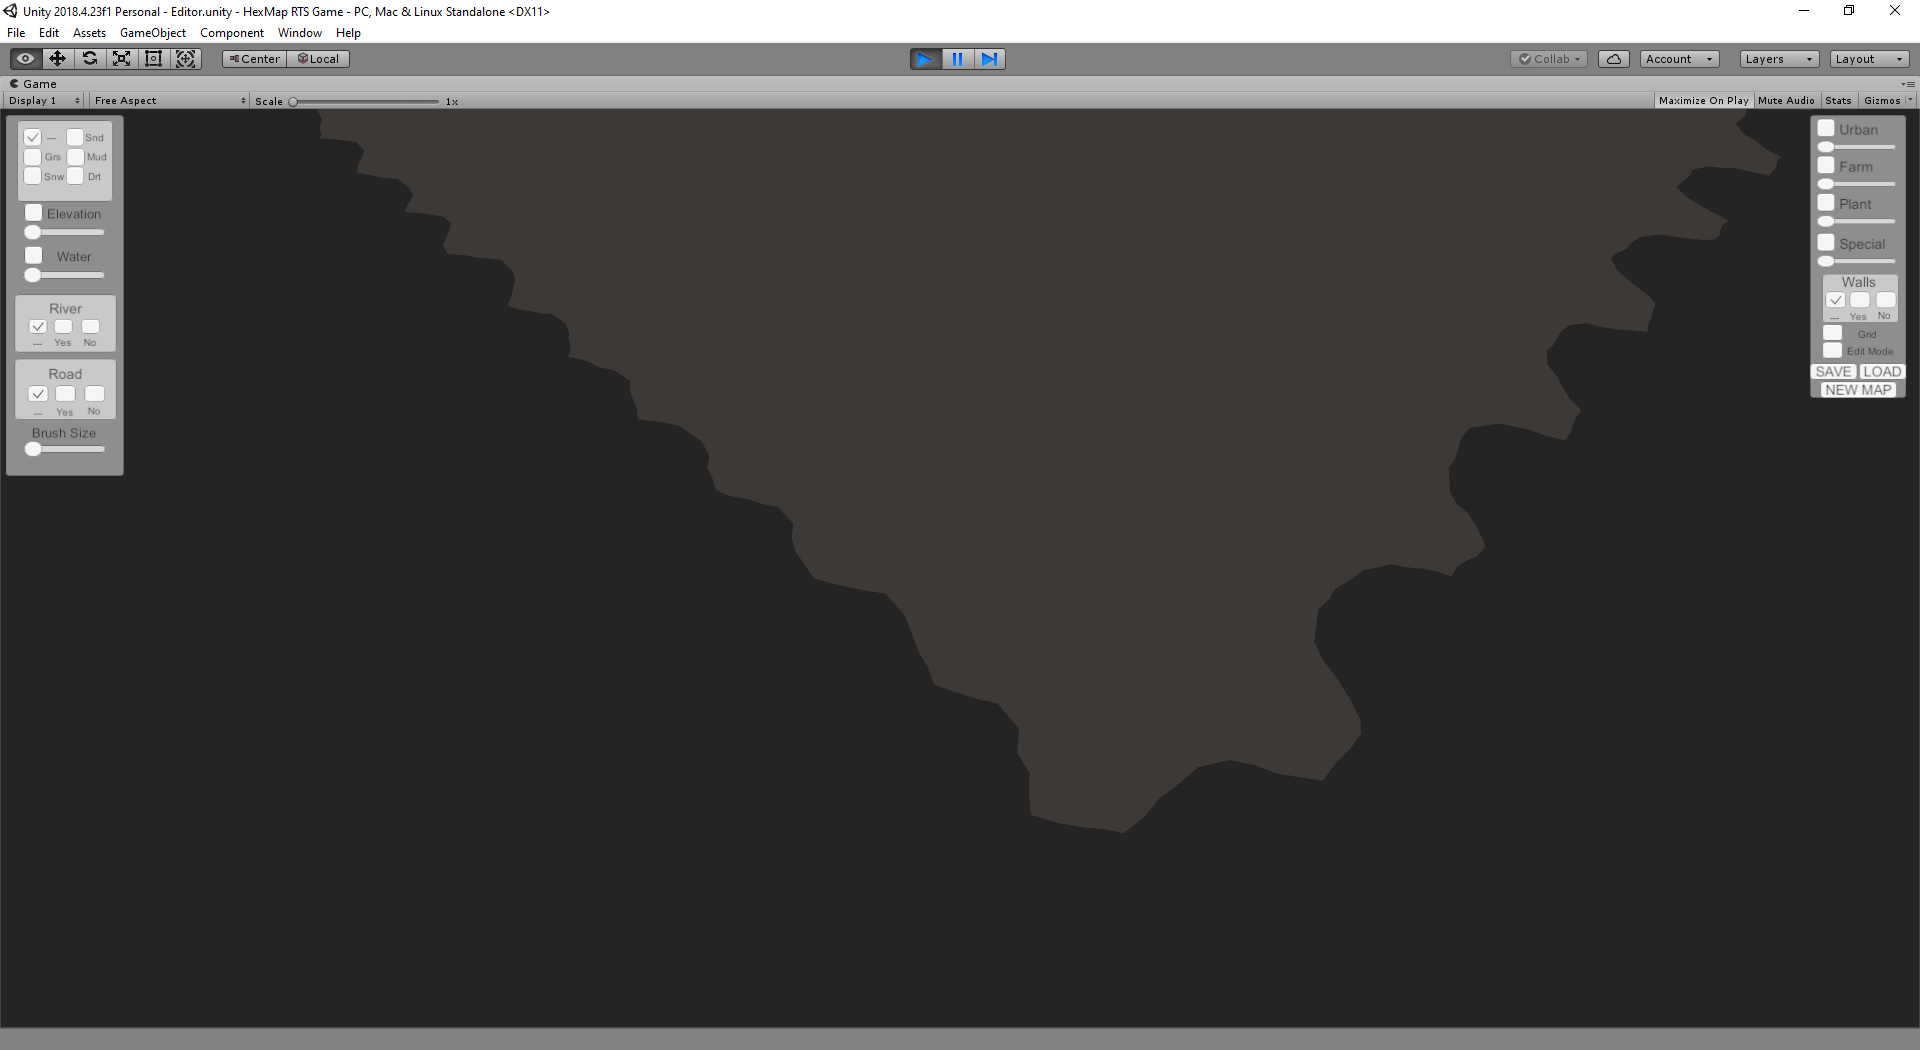 Unity 2018.4.23f1 Personal - Editor.unity - HexMap RTS Game - PC, Mac & Linux Standalone <DX11>
File Edit Assets GameObject Component Window Help
Center Local Collab Account Layers Layout
Game
Display 1 Free Aspect Scale 1x Maximize On Play Mute Audio Stats Gizmos
--- Snd
Grs Mud
Snw Drt
Elevation
Water
River
--- Yes No
Road
--- Yes No
Brush Size
Urban
Farm
Plant
Special
Walls
--- Yes No
Grid
Edit Mode
SAVE LOAD
NEW MAP